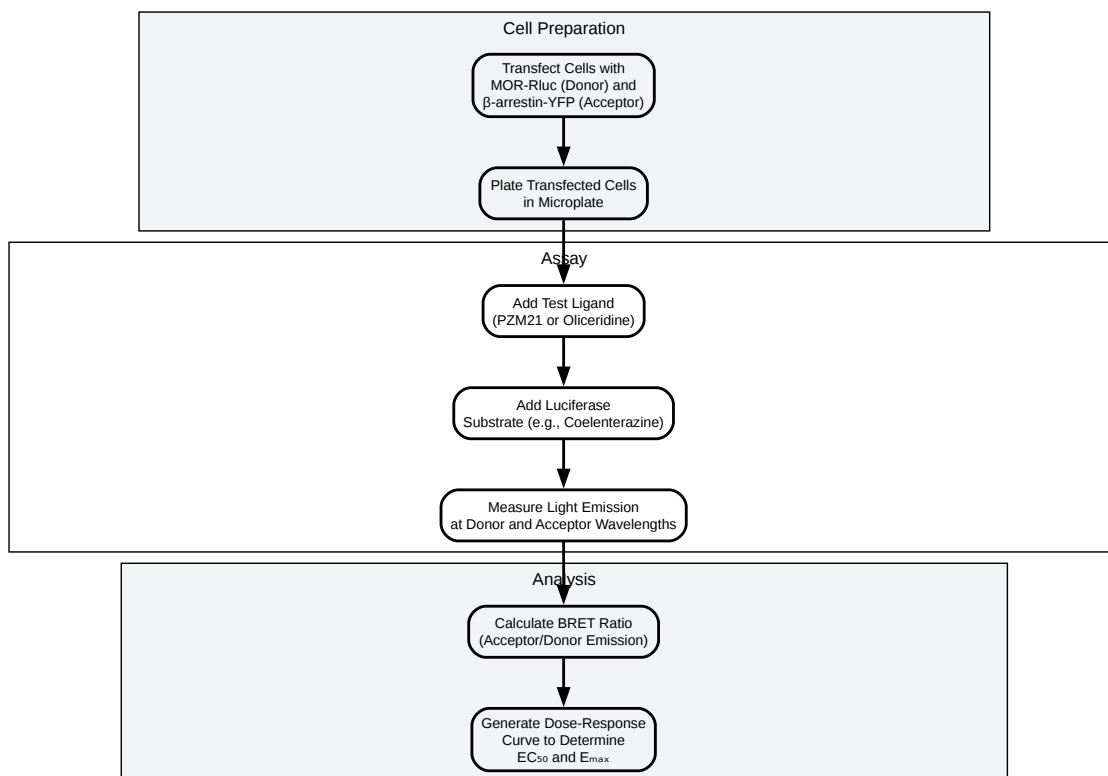 Cell Preparation
Transfect Cells with
MOR-Rluc (Donor) and
β-arrestin-YFP (Acceptor)
Plate Transfected Cells
in Microplate
Assay
Add Test Ligand
(PZM21 or Oliceridine)
Add Luciferase
Substrate (e.g., Coelenterazine)
Measure Light Emission
at Donor and Acceptor Wavelengths
Analysis
Calculate BRET Ratio
(Acceptor/Donor Emission)
Generate Dose-Response
Curve to Determine
EC₅₀ and Eₘₐₓ